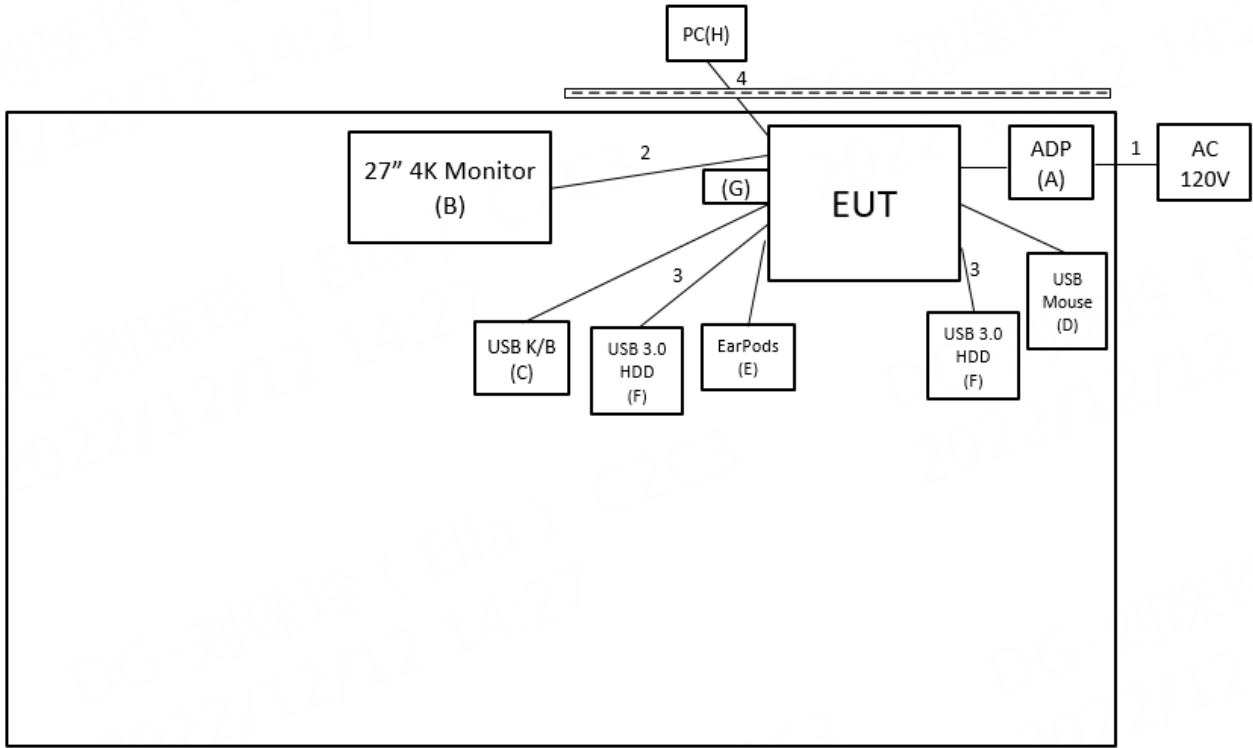 PC(H)
4
27” 4K Monitor
(B)
2
(G)
EUT
ADP
(A)
1
AC
120V
3
3
USB K/B
(C)
USB 3.0
HDD
(F)
EarPods
(E)
USB 3.0
HDD
(F)
USB
Mouse
(D)